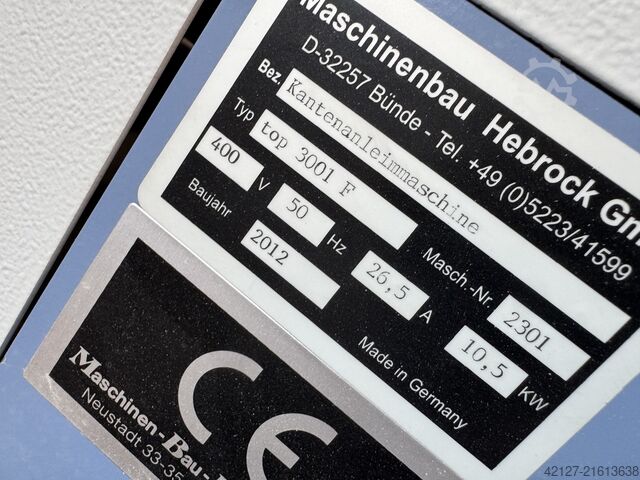 Maschinenbau Hebrock Gm
D-32257 Bünde - Tel. +49 (0)5223/41599
Bez. Kantenanleimmaschine
Typ top 3001 F Masch.-Nr. 2301
400 V 50 Hz 26,5 A 10,5 KW
Baujahr 2012 Made in Germany
CE
Maschinen-Bau-
Neustadt 33-35
42127-21613638